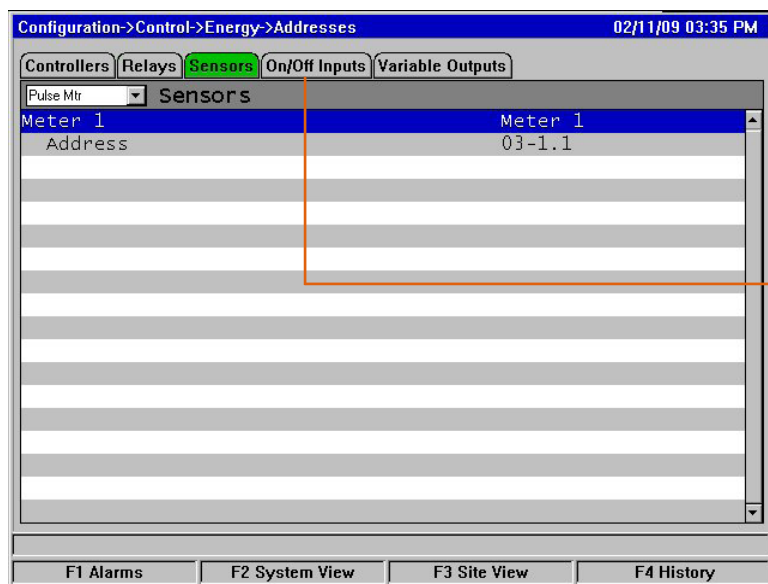 Configuration->Control->Energy->Addresses 02/11/09 03:35 PM
Controllers Relays Sensors On/Off Inputs Variable Outputs
Pulse Mtr Sensors
Meter 1 Meter 1
Address 03-1.1
F1 Alarms F2 System View F3 Site View F4 History